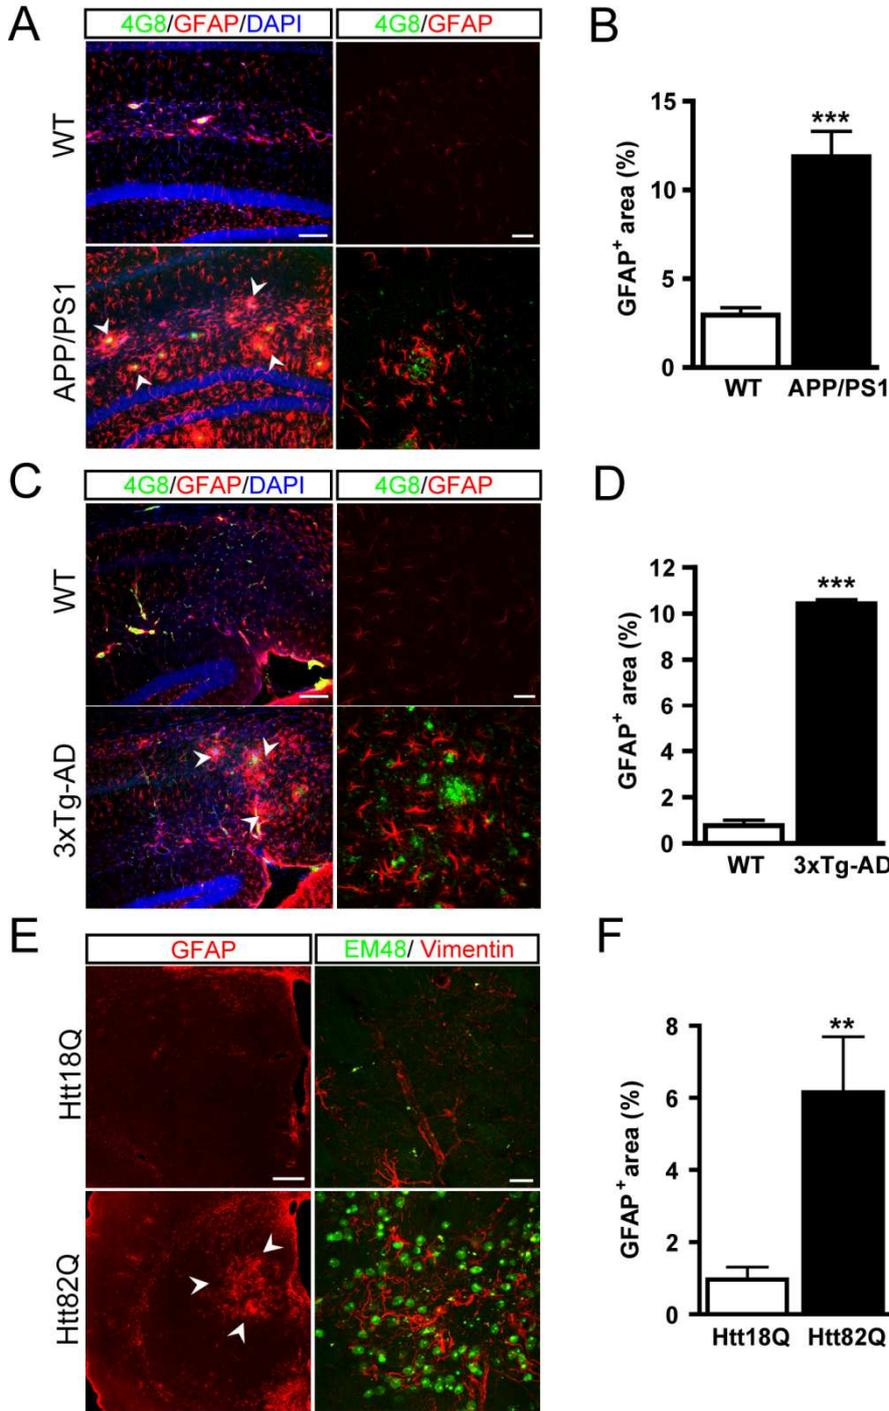 A
4G8/GFAP/DAPI
4G8/GFAP
WT
APP/PS1
B
15
10
5
0
GFAP+ area (%)
***
WT
APP/PS1
C
4G8/GFAP/DAPI
4G8/GFAP
WT
3xTg-AD
D
12
10
8
6
4
2
0
GFAP+ area (%)
***
WT
3xTg-AD
E
GFAP
EM48/ Vimentin
Htt18Q
Htt82Q
F
8
6
4
2
0
GFAP+ area (%)
**
Htt18Q
Htt82Q